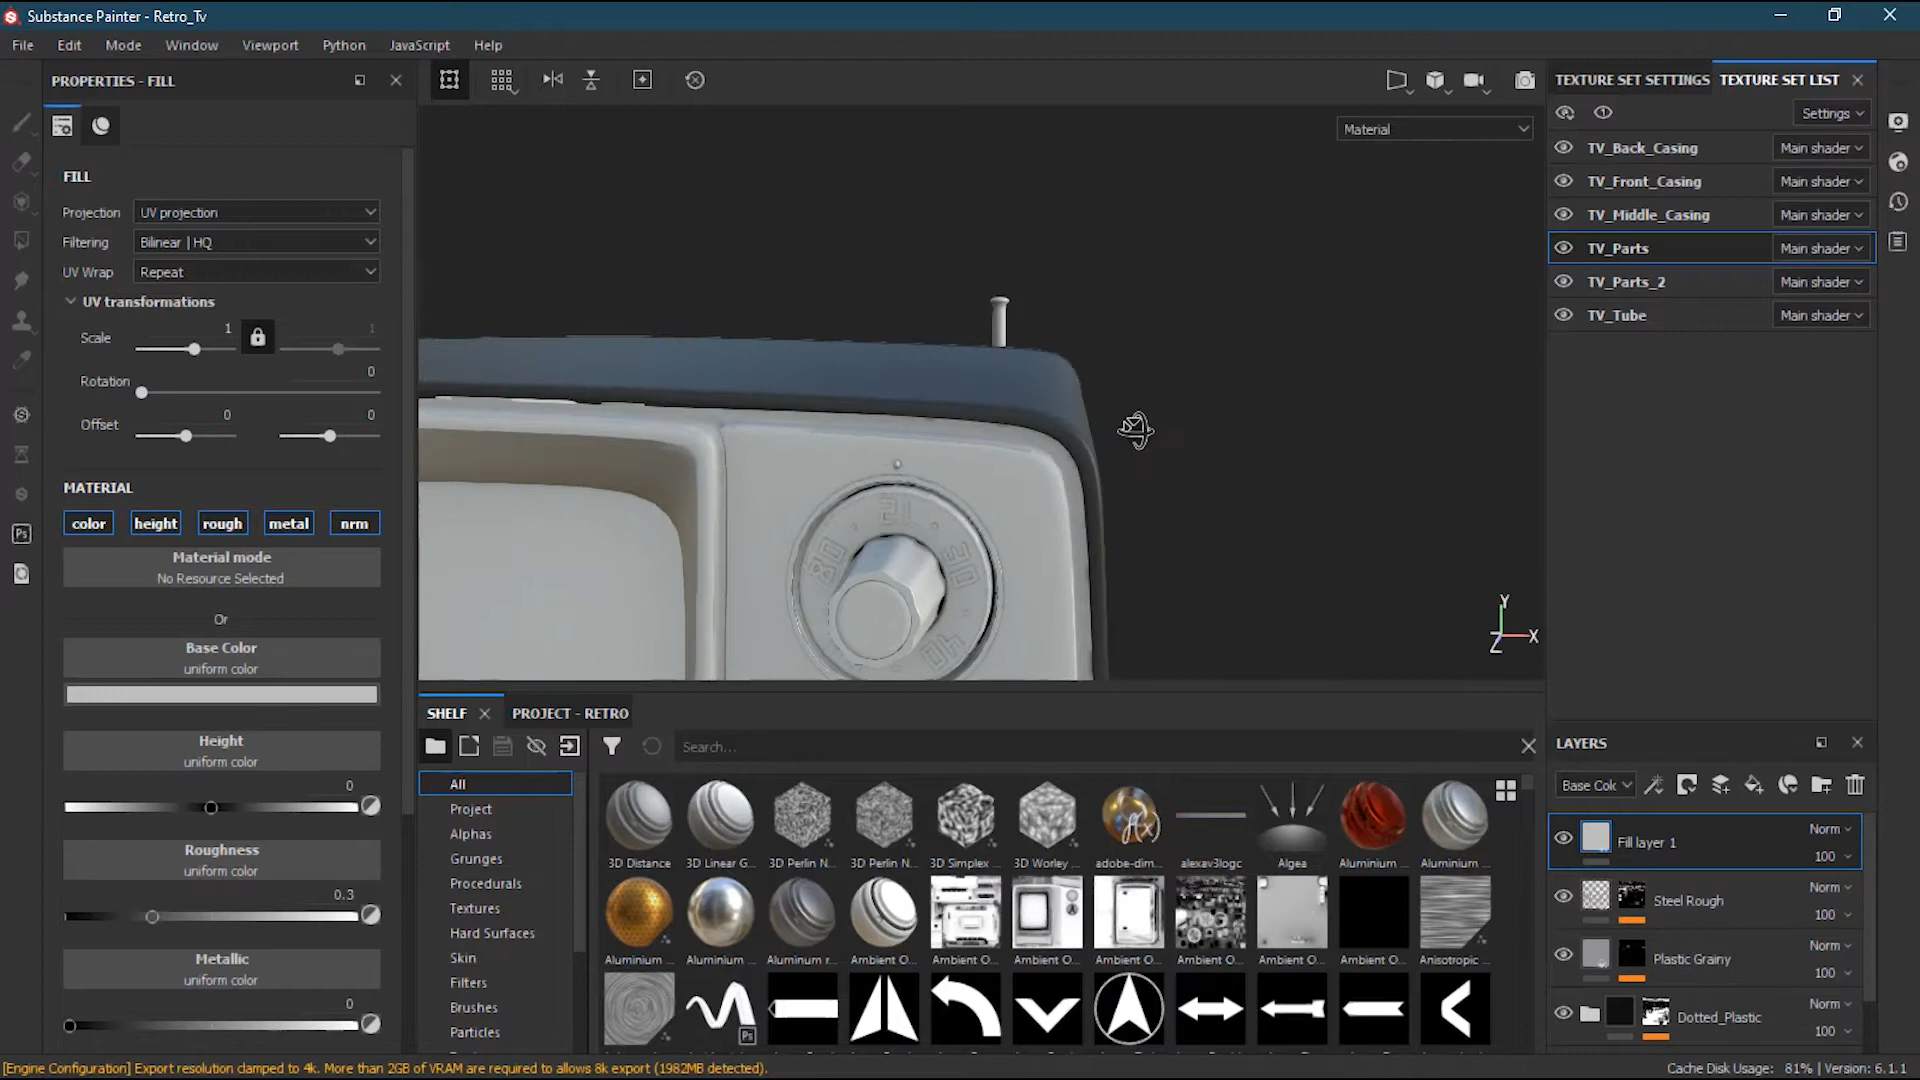 Substance Painter - Retro_Tv
File Edit Mode Window Viewport Python JavaScript Help
PROPERTIES - FILL
FILL
Projection UV projection
Filtering Bilinear | HQ
UV Wrap Repeat
UV transformations
Scale 1 1
Rotation 0
Offset 0 0
MATERIAL
color height rough metal nrm
Material mode
No Resource Selected
Or
Base Color
uniform color
Height
uniform color
0
Roughness
uniform color
0.3
Metallic
uniform color
0
Material
12
30
40
80
Y
X
Z
SHELF PROJECT - RETRO
Search...
All
Project
Alphas
Grunges
Procedurals
Textures
Hard Surfaces
Skin
Filters
Brushes
Particles
3D Distance 3D Linear G... 3D Perlin N... 3D Perlin N... 3D Simplex ... 3D Worley ... adobe-dim... alexav3logc Algea Aluminium ... Aluminium ...
Aluminium ... Aluminium ... Aluminum r... Ambient O... Ambient O... Ambient O... Ambient O... Ambient O... Ambient O... Ambient O... Anisotropic ...
Ps
TEXTURE SET SETTINGS TEXTURE SET LIST
Settings
TV_Back_Casing Main shader
TV_Front_Casing Main shader
TV_Middle_Casing Main shader
TV_Parts Main shader
TV_Parts_2 Main shader
TV_Tube Main shader
LAYERS
Base Col
Fill layer 1 Norm 100
Steel Rough Norm 100
Plastic Grainy Norm 100
Dotted_Plastic Norm 100
[Engine Configuration] Export resolution clamped to 4k. More than 2GB of VRAM are required to allows 8k export (1982MB detected).
Cache Disk Usage: 81% | Version: 6.1.1